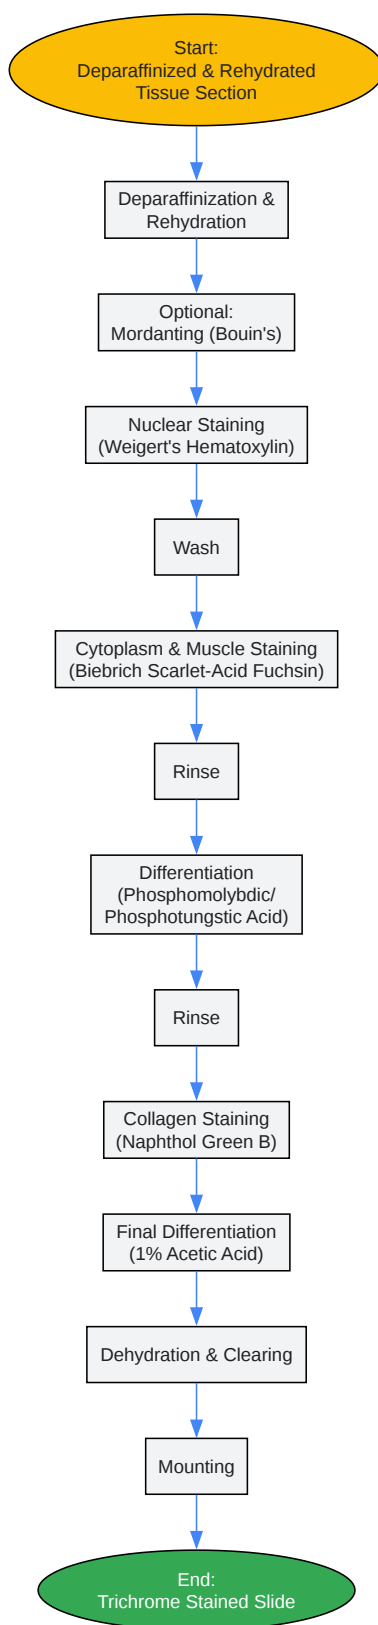 Start:
Deparaffinized & Rehydrated
Tissue Section
Deparaffinization &
Rehydration
Optional:
Mordanting (Bouin's)
Nuclear Staining
(Weigert's Hematoxylin)
Wash
Cytoplasm & Muscle Staining
(Biebrich Scarlet-Acid Fuchsin)
Rinse
Differentiation
(Phosphomolybdic/
Phosphotungstic Acid)
Rinse
Collagen Staining
(Naphthol Green B)
Final Differentiation
(1% Acetic Acid)
Dehydration & Clearing
Mounting
End:
Trichrome Stained Slide